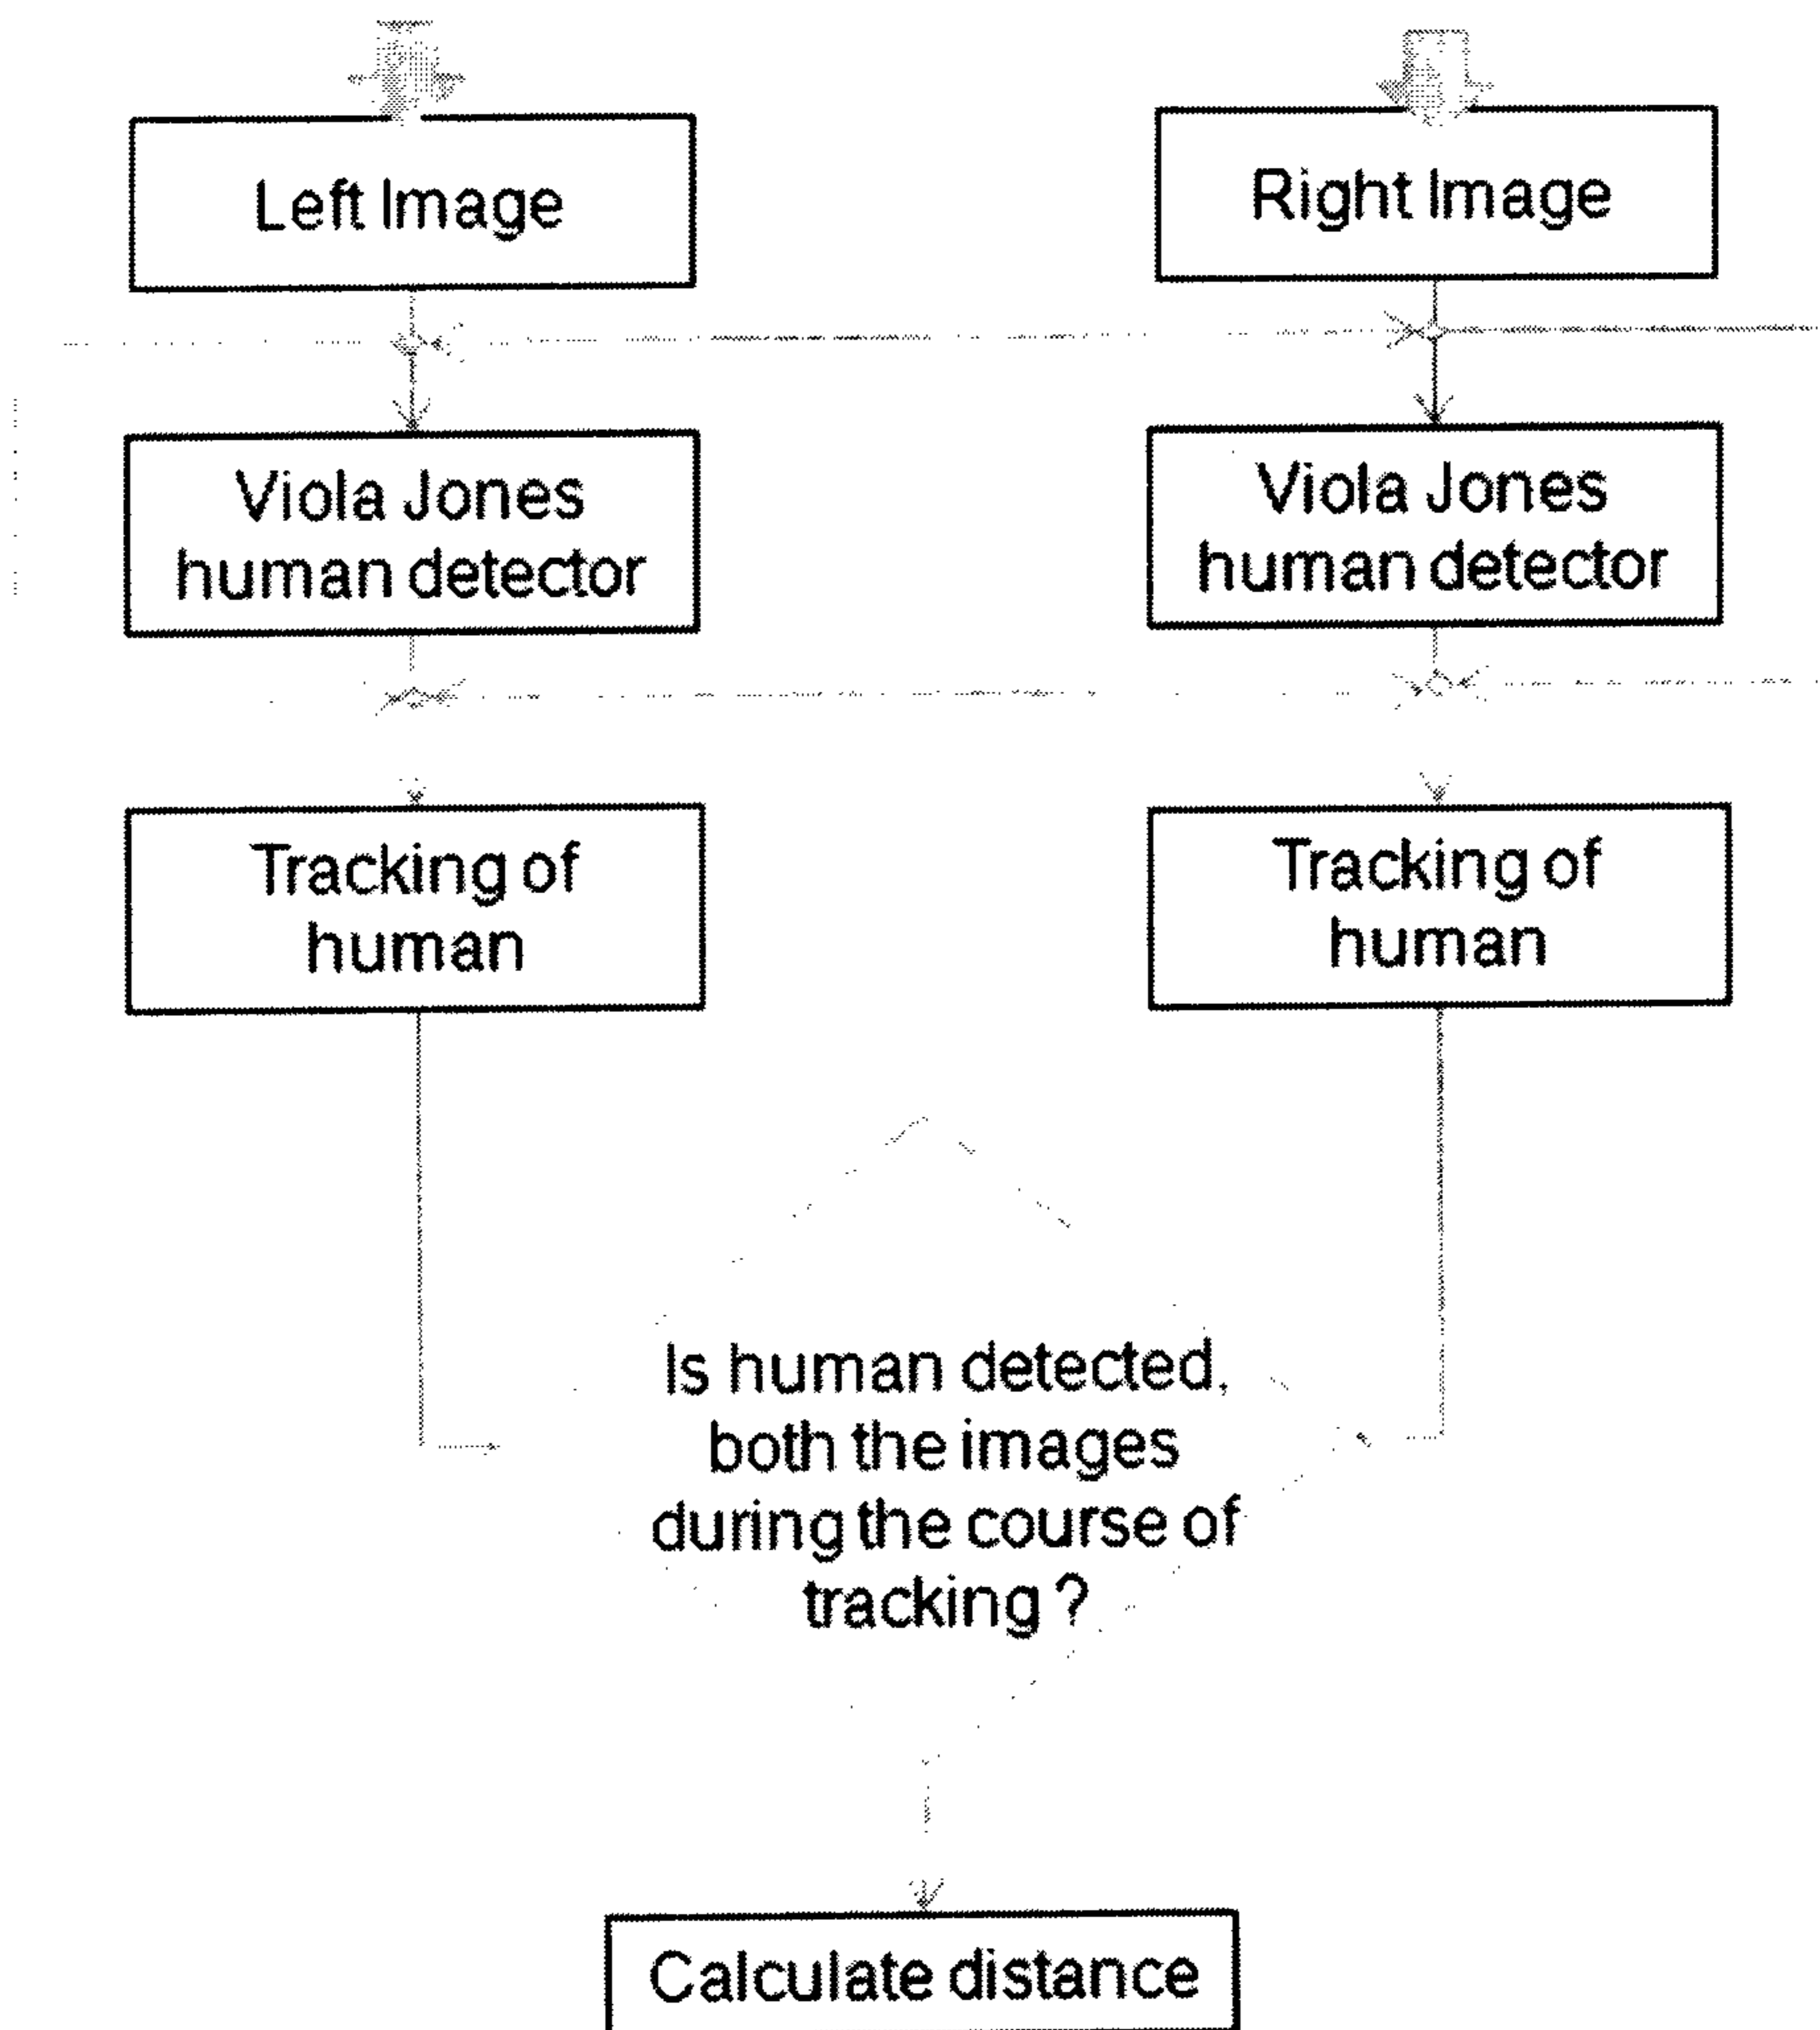 Left Image
Right Image
Viola Jones
human detector
Viola Jones
human detector
Tracking of
human
Tracking of
human
Is human detected,
both the images
during the course of
tracking ?
Calculate distance